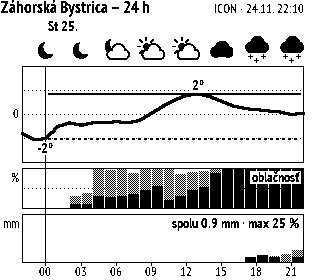 Záhorská Bystrica – 24 h
ICON · 24.11. 22:10
St 25.
2°
0
-2°
%
oblačnosť
mm
spolu 0.9 mm · max 25 %
00 03 06 09 12 15 18 21